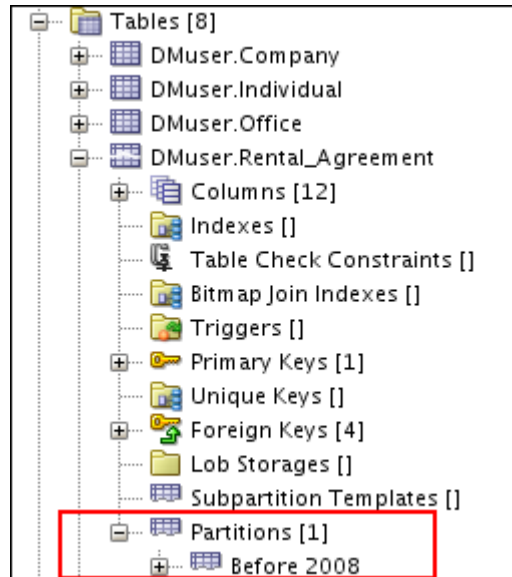 Tables [8]
DMuser.Company
DMuser.Individual
DMuser.Office
DMuser.Rental_Agreement
Columns [12]
Indexes []
Table Check Constraints []
Bitmap Join Indexes []
Triggers []
Primary Keys [1]
Unique Keys []
Foreign Keys [4]
Lob Storages []
Subpartition Templates []
Partitions [1]
Before 2008